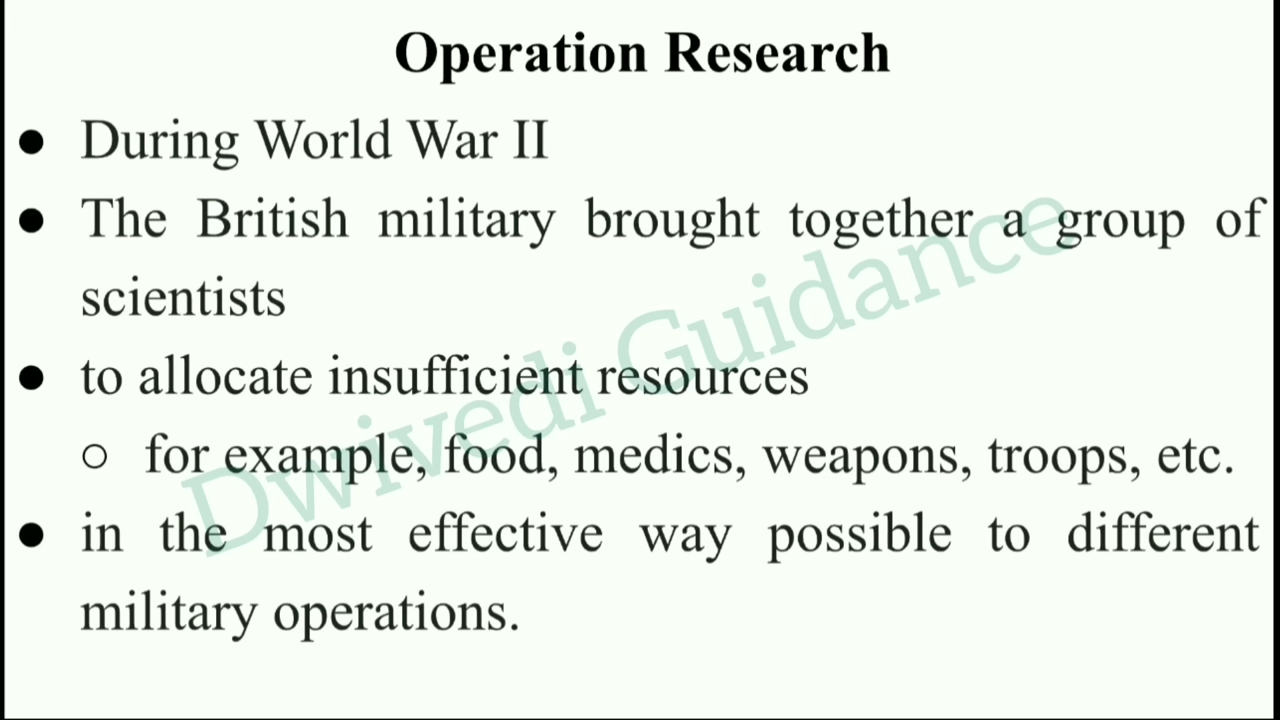 Operation Research
● During World War II
● The British military brought together a group of
scientists
● to allocate insufficient resources
○ for example, food, medics, weapons, troops, etc.
● in the most effective way possible to different
military operations.
Dwivedi Guidance